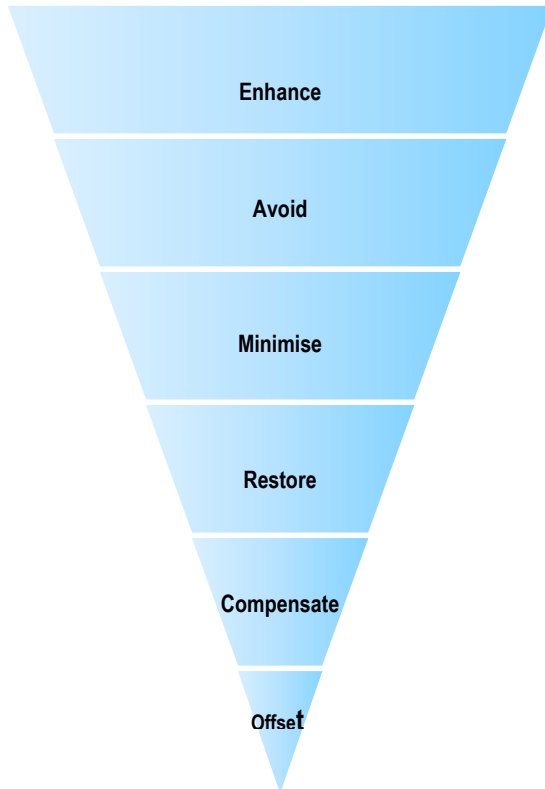 Enhance
Avoid
Minimise
Restore
Compensate
Offset